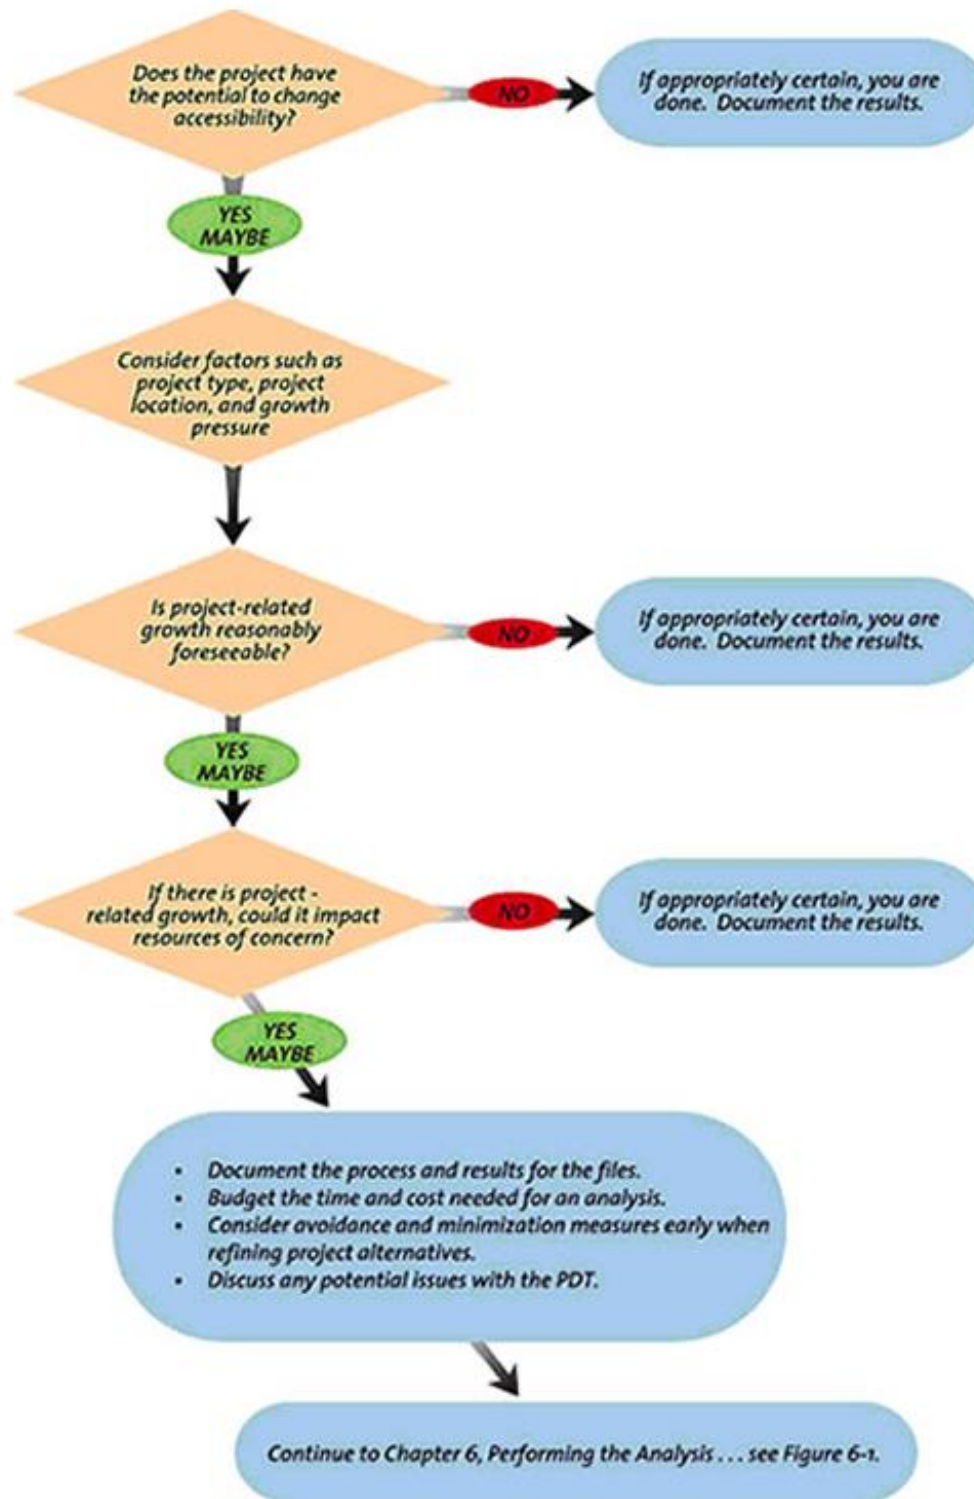 Does the project have
the potential to change
accessibility?
NO
If appropriately certain, you are
done. Document the results.
YES
MAYBE
Consider factors such as
project type, project
location, and growth
pressure
Is project-related
growth reasonably
foreseeable?
NO
If appropriately certain, you are
done. Document the results.
YES
MAYBE
If there is project -
related growth, could it impact
resources of concern?
NO
If appropriately certain, you are
done. Document the results.
YES
MAYBE
• Document the process and results for the files.
• Budget the time and cost needed for an analysis.
• Consider avoidance and minimization measures early when
refining project alternatives.
• Discuss any potential issues with the PDT.
Continue to Chapter 6, Performing the Analysis . . . see Figure 6-1.